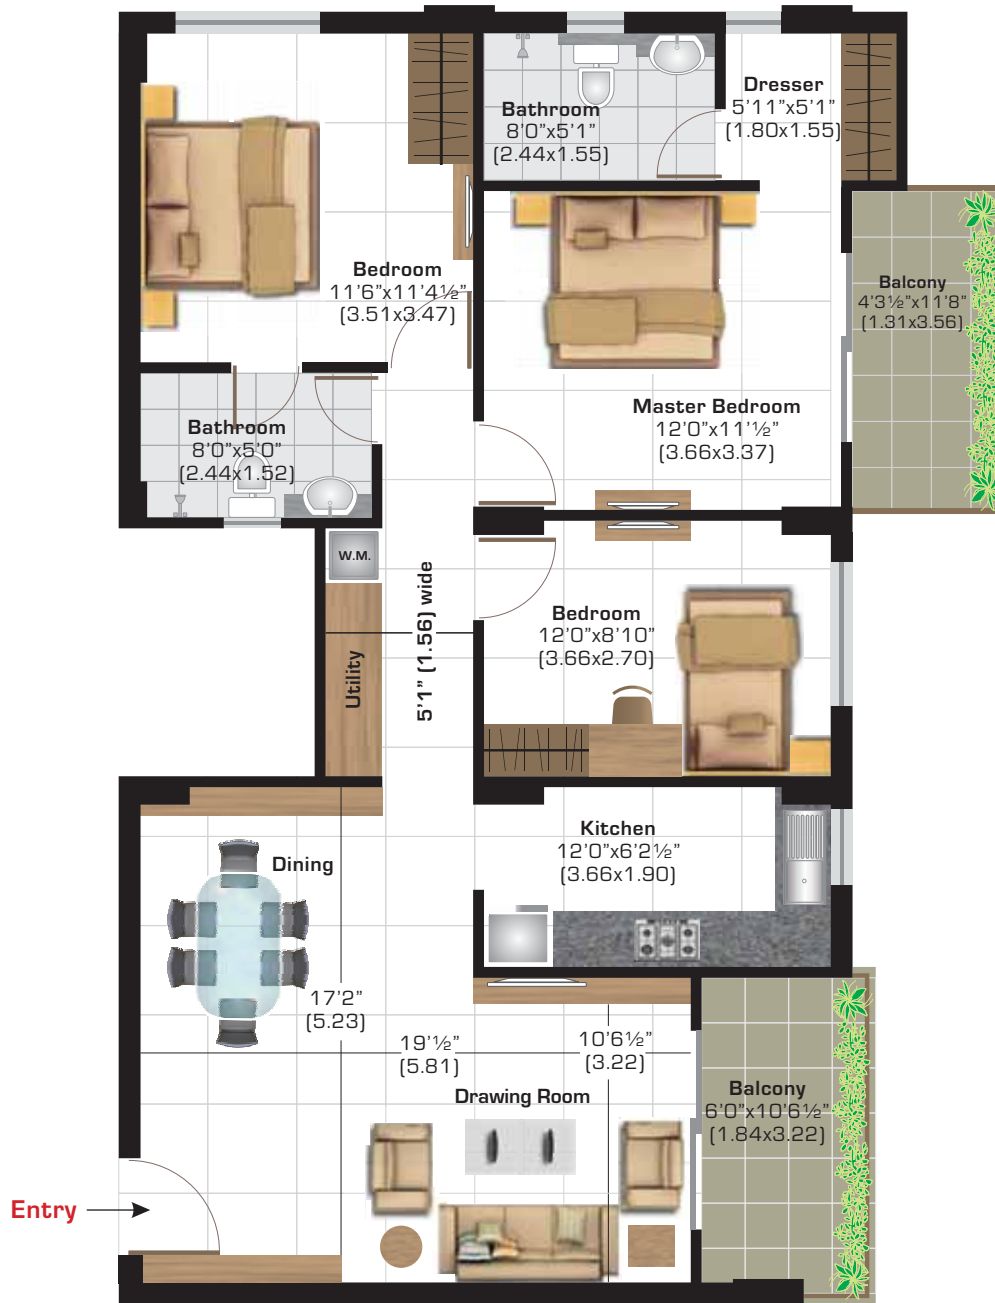 Dresser
5'11"x5'1"
(1.80x1.55)
Bathroom
8'0"x5'1"
(2.44x1.55)
Bedroom
11'6"x11'4½"
(3.51x3.47)
Balcony
4'3½"x11'8"
(1.31x3.56)
Master Bedroom
12'0"x11'½"
(3.66x3.37)
Bathroom
8'0"x5'0"
(2.44x1.52)
W.M.
Utility
5'1" (1.56) wide
Bedroom
12'0"x8'10"
(3.66x2.70)
Kitchen
12'0"x6'2½"
(3.66x1.90)
Dining
17'2"
(5.23)
19'½"
(5.81)
10'6½"
(3.22)
Drawing Room
Balcony
6'0"x10'6½"
(1.84x3.22)
Entry